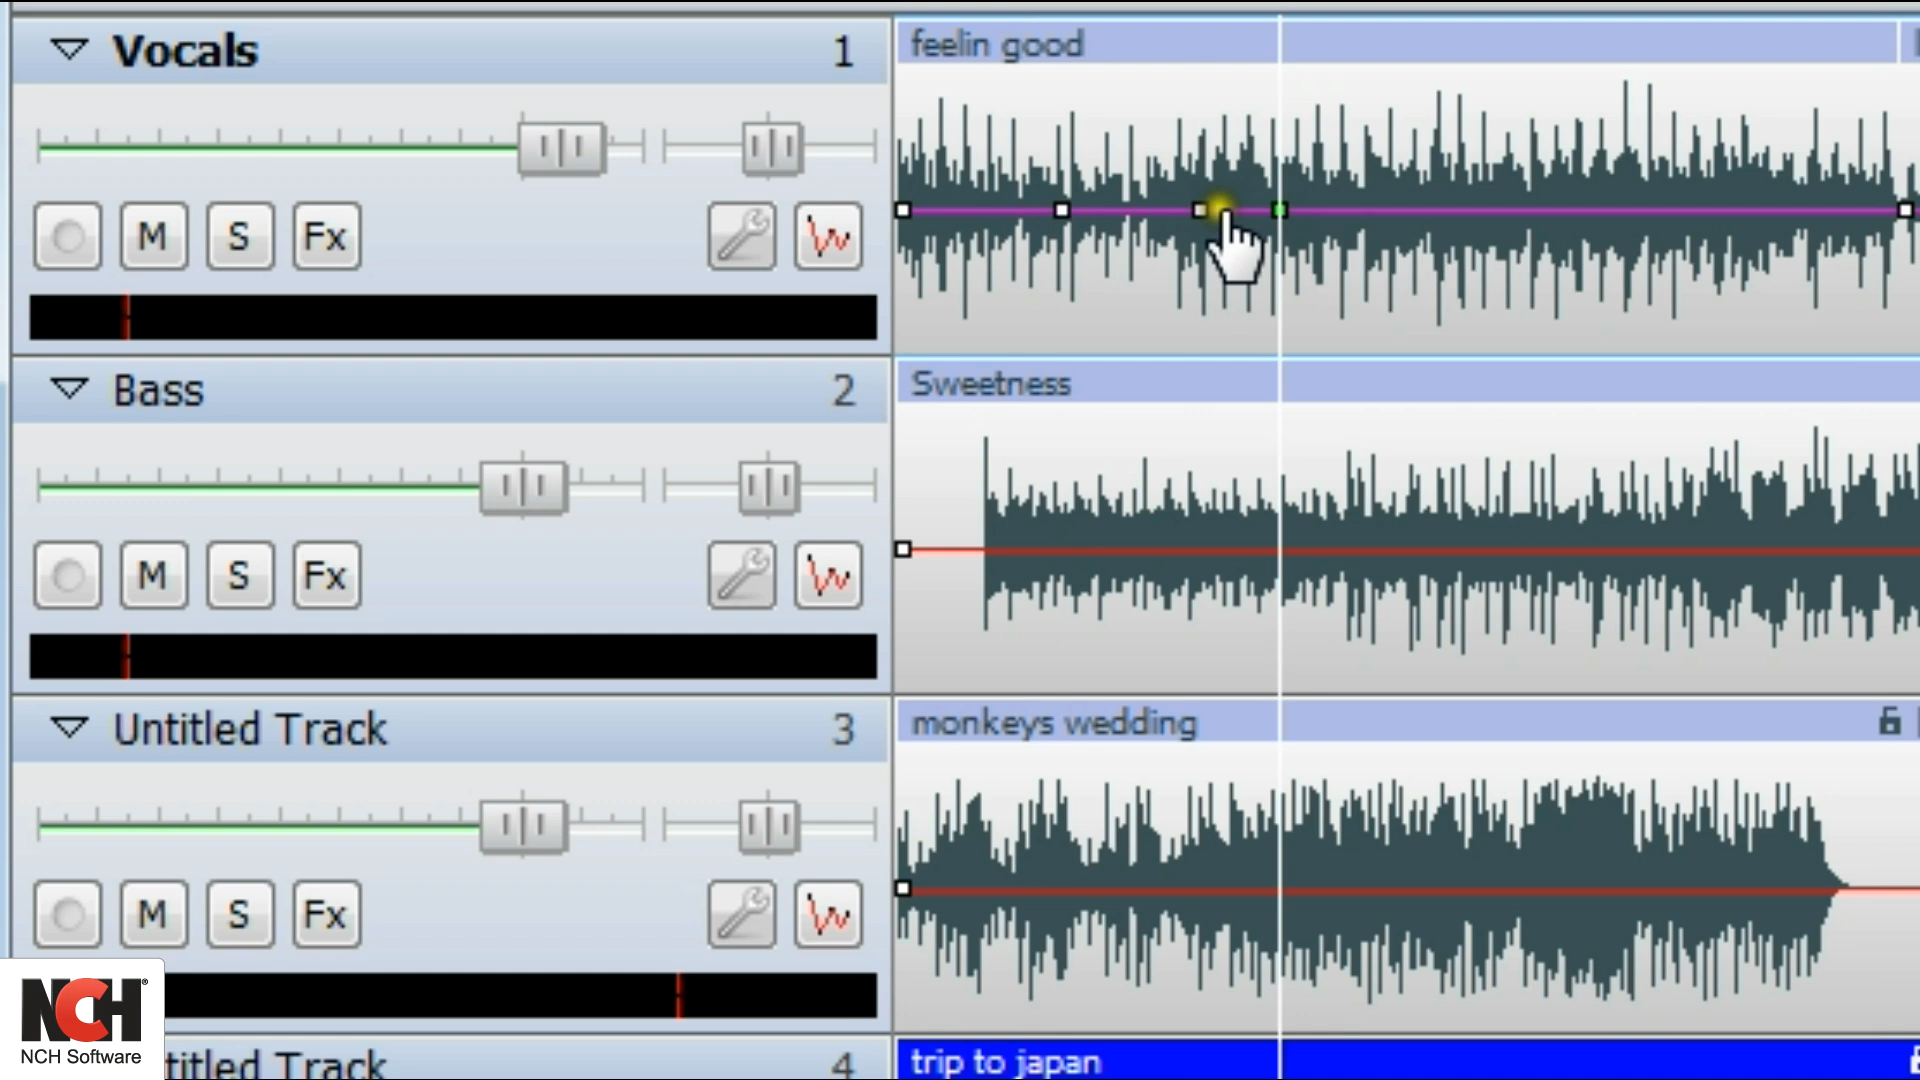 Vocals 1 feelin good
M S Fx
Bass 2 Sweetness
M S Fx
Untitled Track 3 monkeys wedding
M S Fx
NCH®
NCH Software
titled Track 4 trip to japan